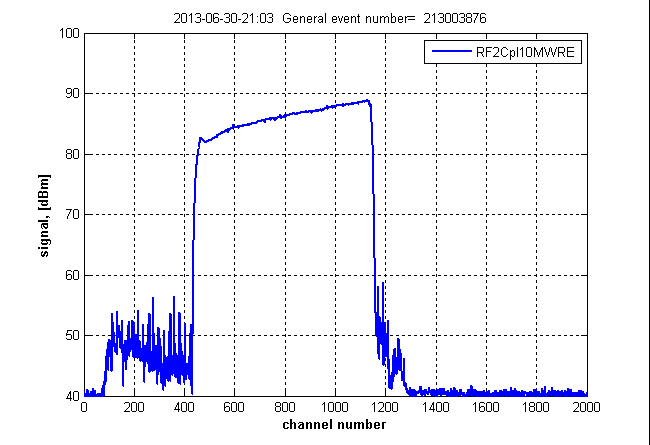 2013-06-30-21:03 General event number= 213003876
RF2Cpl10MWRE
100
90
80
70
60
50
40
signal, [dBm]
0 200 400 600 800 1000 1200 1400 1600 1800 2000
channel number